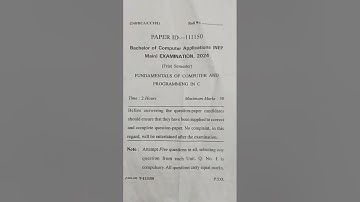 Roll No.
PAPER ID—111150
Bachelor of Computer Applications (NEP
Main) EXAMINATION, 2024
(First Semester)
FUNDAMENTALS OF COMPUTER AND
PROGRAMMING IN C
Time : 2 Hours Maximum Marks : 50
Before answering the question-paper candidates
should ensure that they have been supplied to correct
and complete question-paper. No complaint, in this
regard, will be entertained after the examination.
Note : Attempt Five questions in all, selecting one
question from each Unit. Q. No. 1 is
compulsory. All questions carry equal marks.
P.T.O.